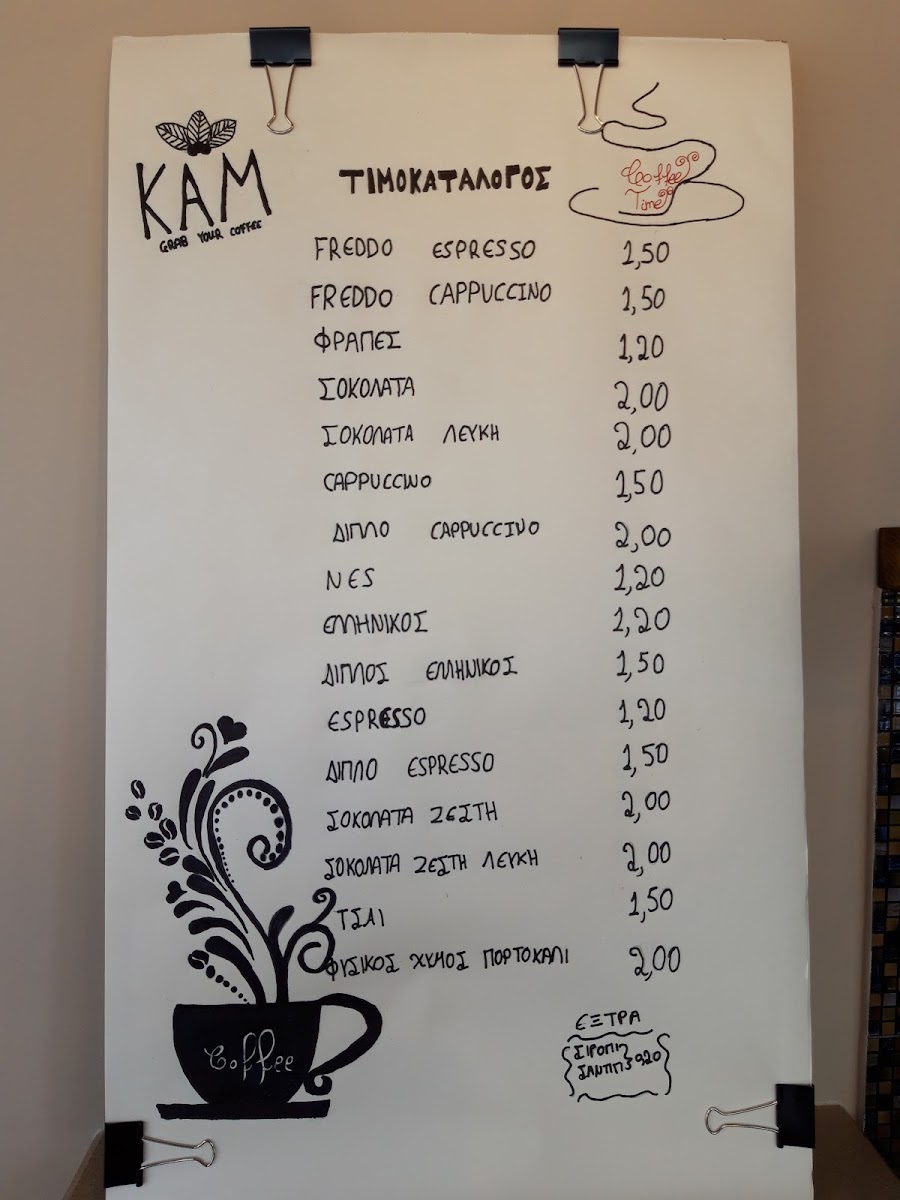 KAM
GRAB YOUR COFFEE
ΤΙΜΟΚΑΤΑΛΟΓΟΣ
Coffee
Time
FREDDO ESPRESSO 1,50
FREDDO CAPPUCCINO 1,50
ΦΡΑΠΕΣ 1,20
ΣΟΚΟΛΑΤΑ 2,00
ΣΟΚΟΛΑΤΑ ΛΕΥΚΗ 2,00
CAPPUCCINO 1,50
ΔΙΠΛΟ CAPPUCCINO 2,00
NES 1,20
ΕΛΛΗΝΙΚΟΣ 1,20
ΔΙΠΛΟΣ ΕΛΛΗΝΙΚΟΣ 1,50
ESPRESSO 1,20
ΔΙΠΛΟ ESPRESSO 1,50
ΣΟΚΟΛΑΤΑ ΖΕΣΤΗ 2,00
ΣΟΚΟΛΑΤΑ ΖΕΣΤΗ ΛΕΥΚΗ 2,00
ΤΣΑΙ 1,50
ΦΥΣΙΚΟΣ ΧΥΜΟΣ ΠΟΡΤΟΚΑΛΙ 2,00
Coffee
ΕΞΤΡΑ
ΣΙΡΟΠΙ
0,20